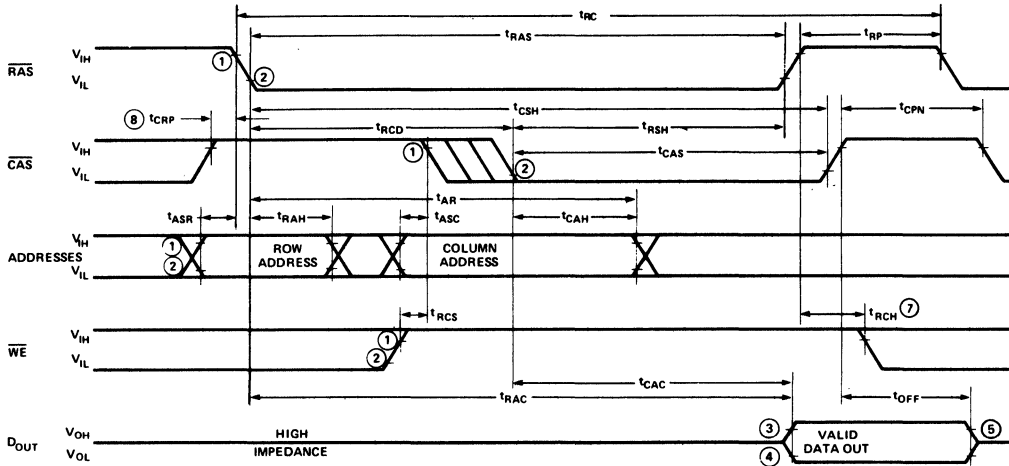 tRC
tRAS
tRP
RAS
VIH
VIL
① ②
tCSH
tCPN
⑧ tCRP
tRCD
tRSH
CAS
VIH
VIL
① ②
tCAS
tAR
tASR
tRAH
tASC
tCAH
ADDRESSES
VIH
VIL
① ②
ROW
ADDRESS
COLUMN
ADDRESS
tRCS
tRCH ⑦
WE
VIH
VIL
① ②
tCAC
tRAC
tOFF
DOUT
VOH
VOL
HIGH
IMPEDANCE
③ ④
VALID
DATA OUT
⑤